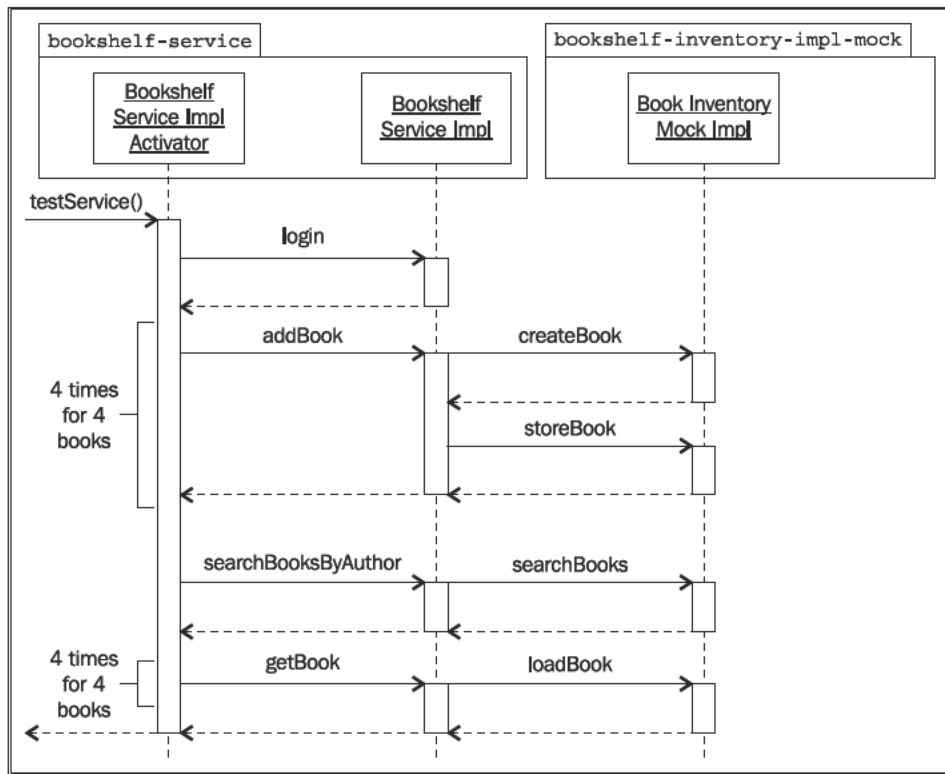 bookshelf-service
bookshelf-inventory-impl-mock
Bookshelf
Service Impl
Activator
Bookshelf
Service Impl
Book Inventory
Mock Impl
testService()
login
addBook
createBook
4 times
for 4
books
storeBook
searchBooksByAuthor
searchBooks
4 times
for 4
books
getBook
loadBook